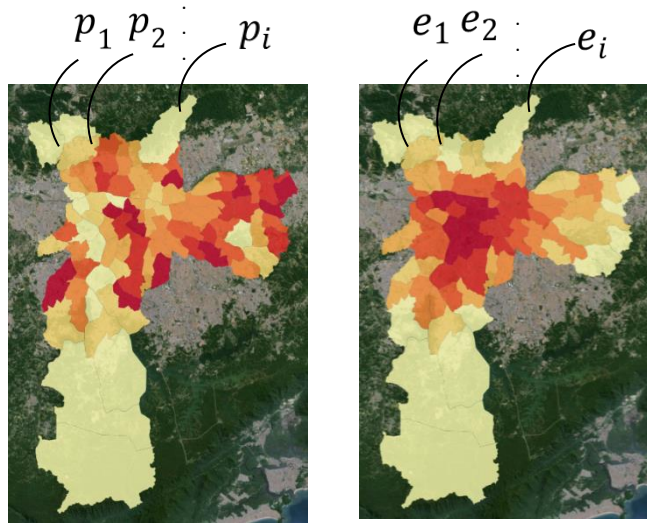 p₁ p₂ ⋮ pᵢ
e₁ e₂ ⋮ eᵢ